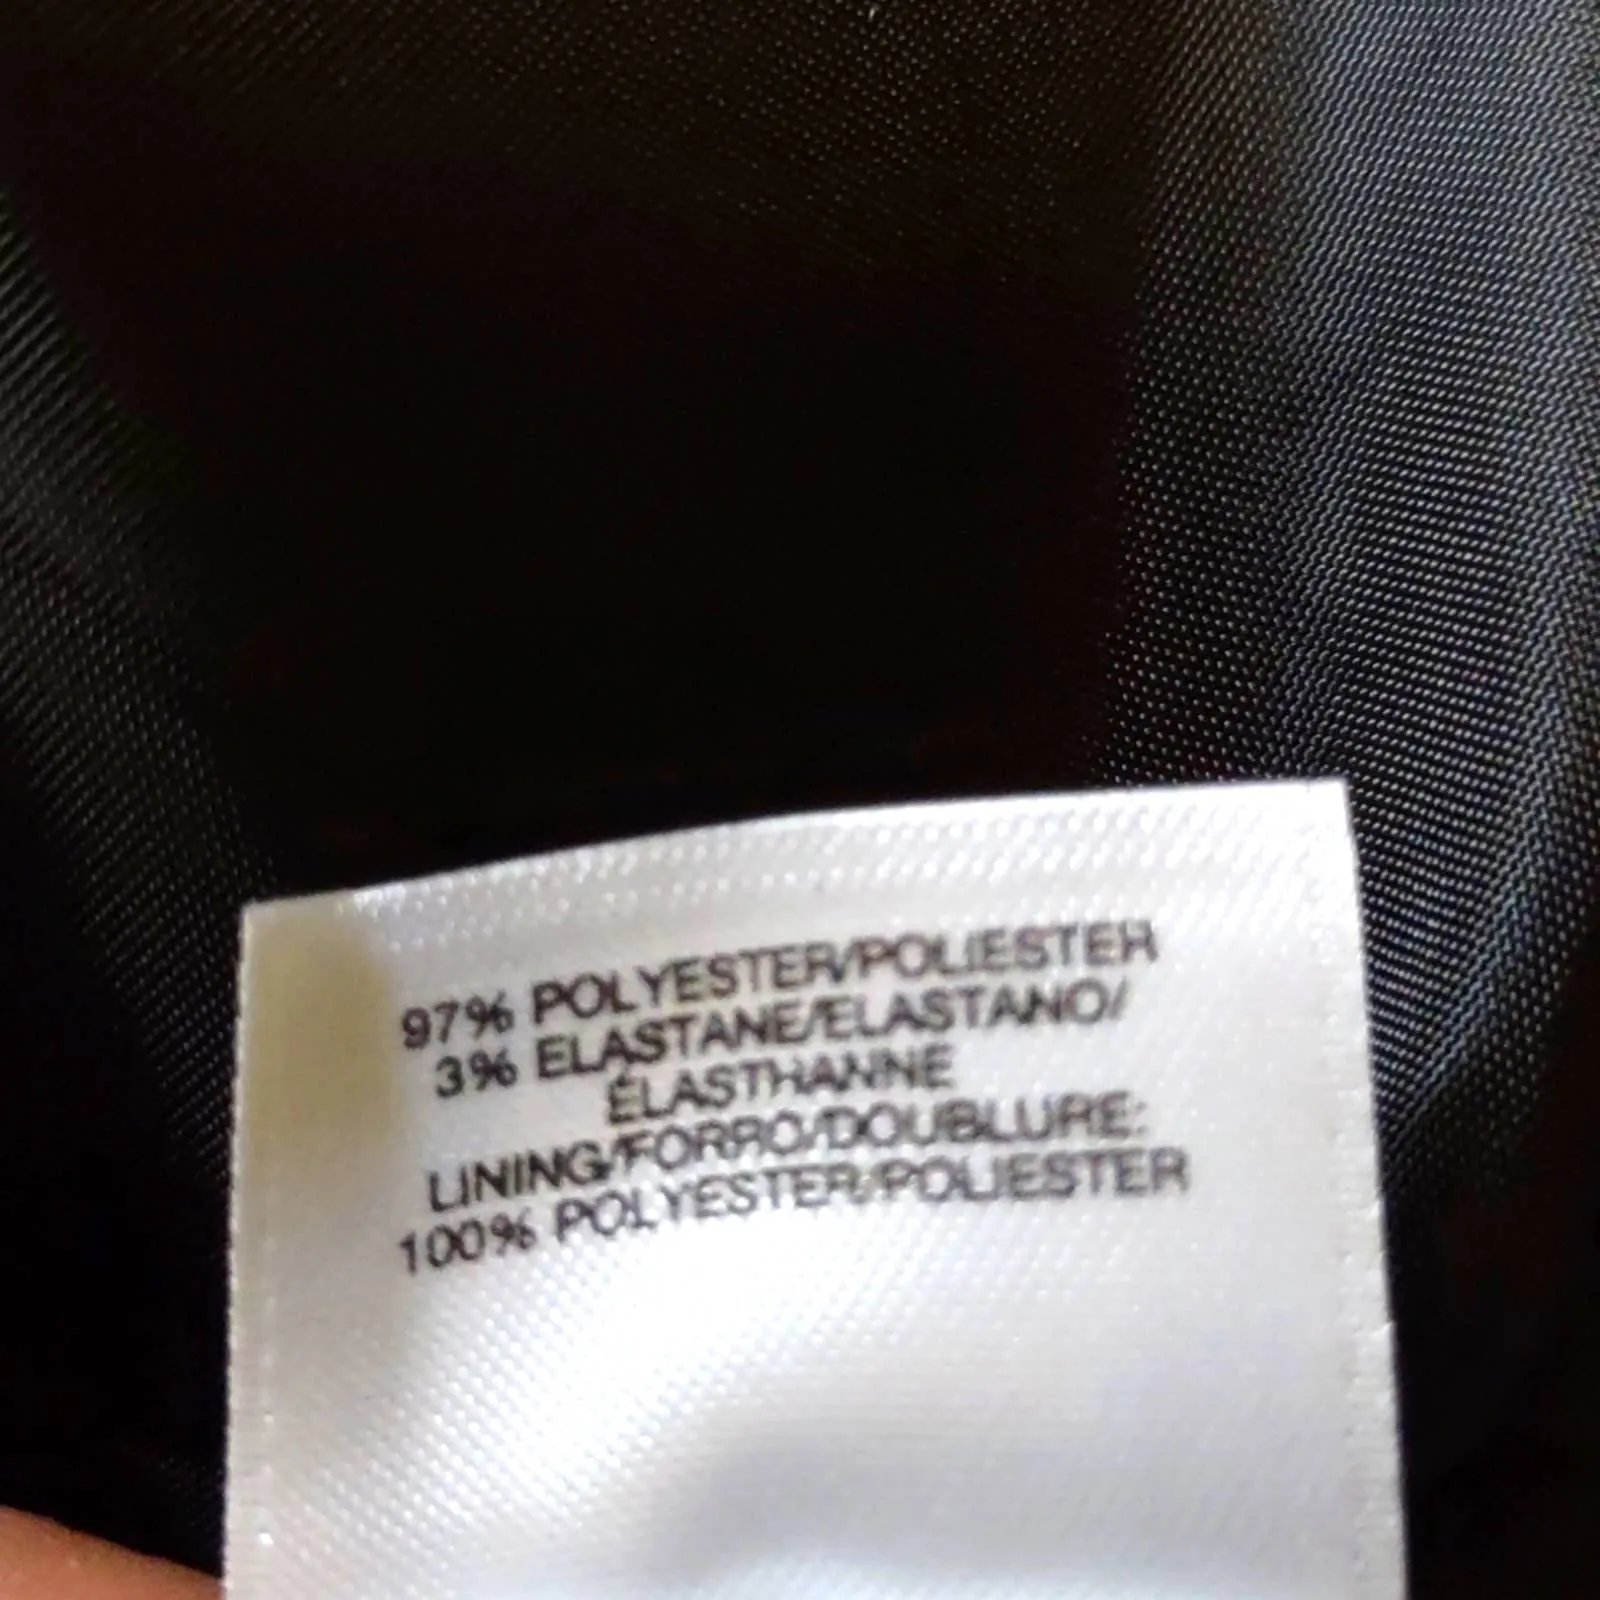 97% POLYESTER/POLIESTER
3% ELASTANE/ELASTANO/
ÉLASTHANNE
LINING/FORRO/DOUBLURE:
100% POLYESTER/POLIESTER